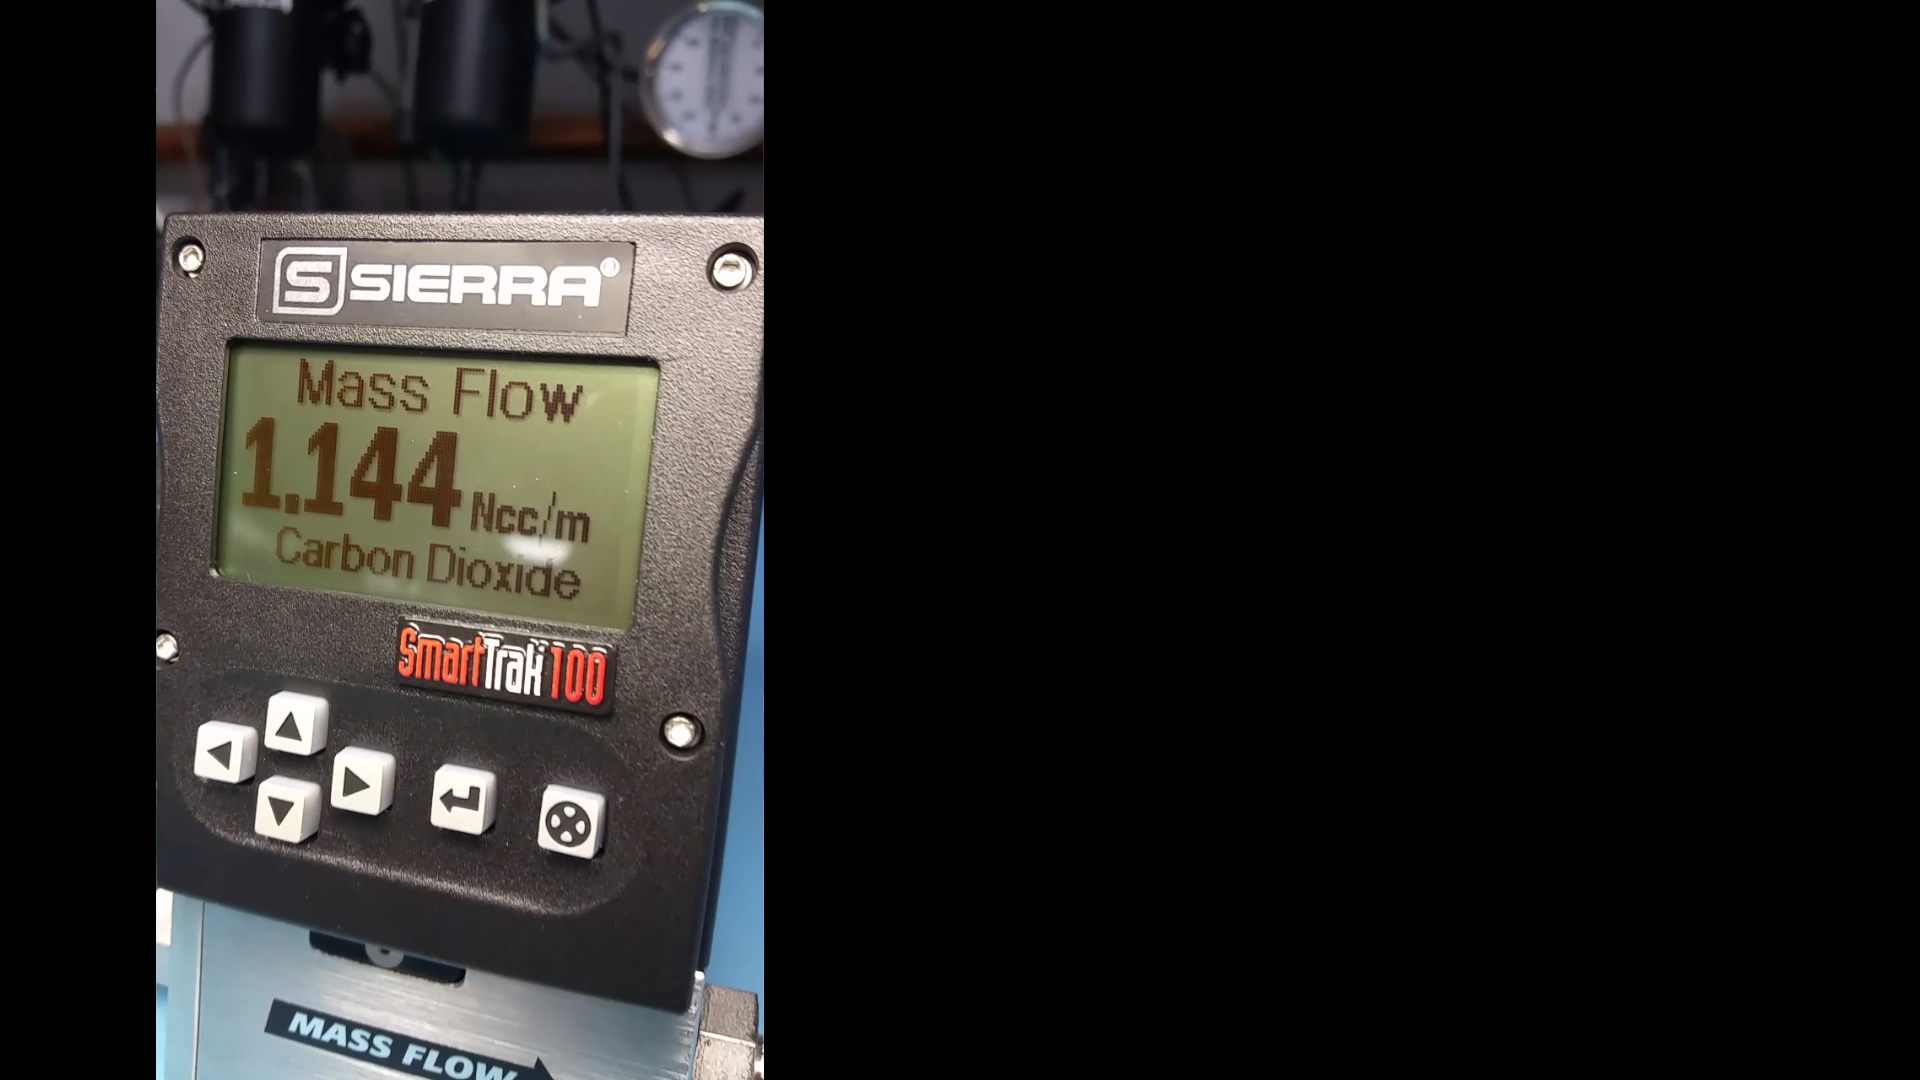 S SIERRA®
Mass Flow
1.144 Ncc/m
Carbon Dioxide
SmartTrak 100
MASS FLOW